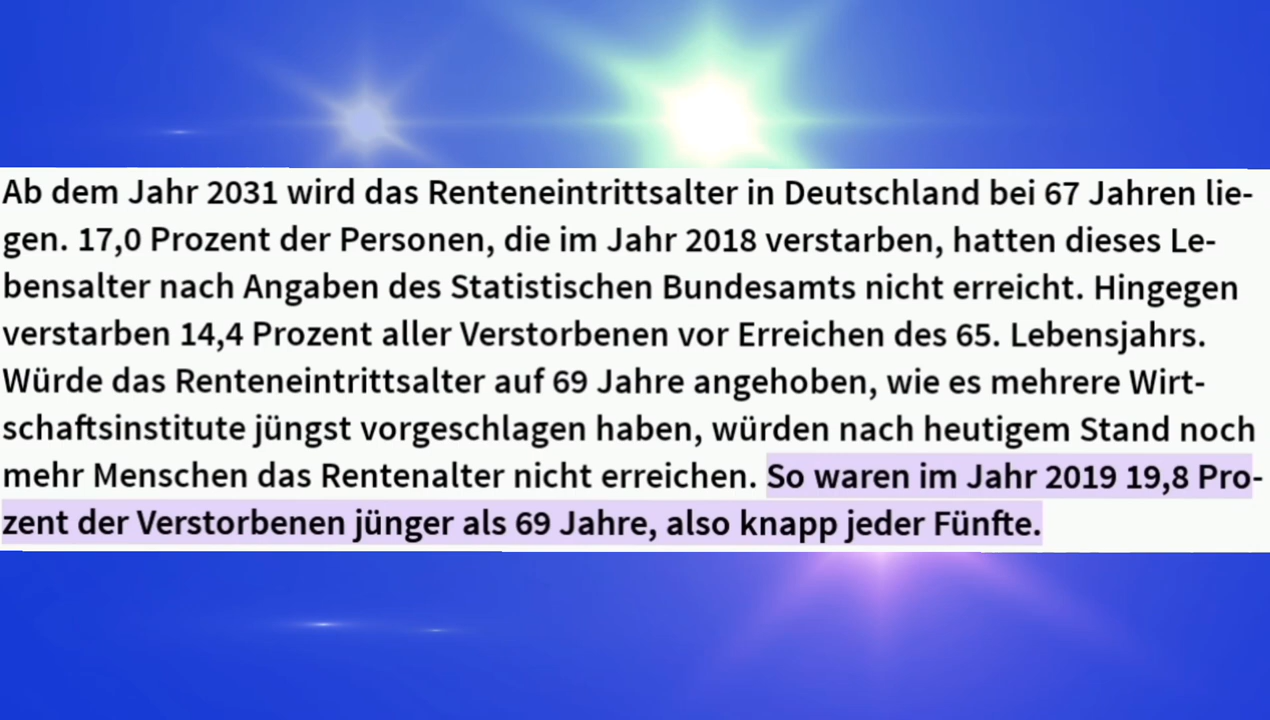 Ab dem Jahr 2031 wird das Renteneintrittsalter in Deutschland bei 67 Jahren lie-
gen. 17,0 Prozent der Personen, die im Jahr 2018 verstarben, hatten dieses Le-
bensalter nach Angaben des Statistischen Bundesamts nicht erreicht. Hingegen
verstarben 14,4 Prozent aller Verstorbenen vor Erreichen des 65. Lebensjahrs.
Würde das Renteneintrittsalter auf 69 Jahre angehoben, wie es mehrere Wirt-
schaftsinstitute jüngst vorgeschlagen haben, würden nach heutigem Stand noch
mehr Menschen das Rentenalter nicht erreichen. So waren im Jahr 2019 19,8 Pro-
zent der Verstorbenen jünger als 69 Jahre, also knapp jeder Fünfte.